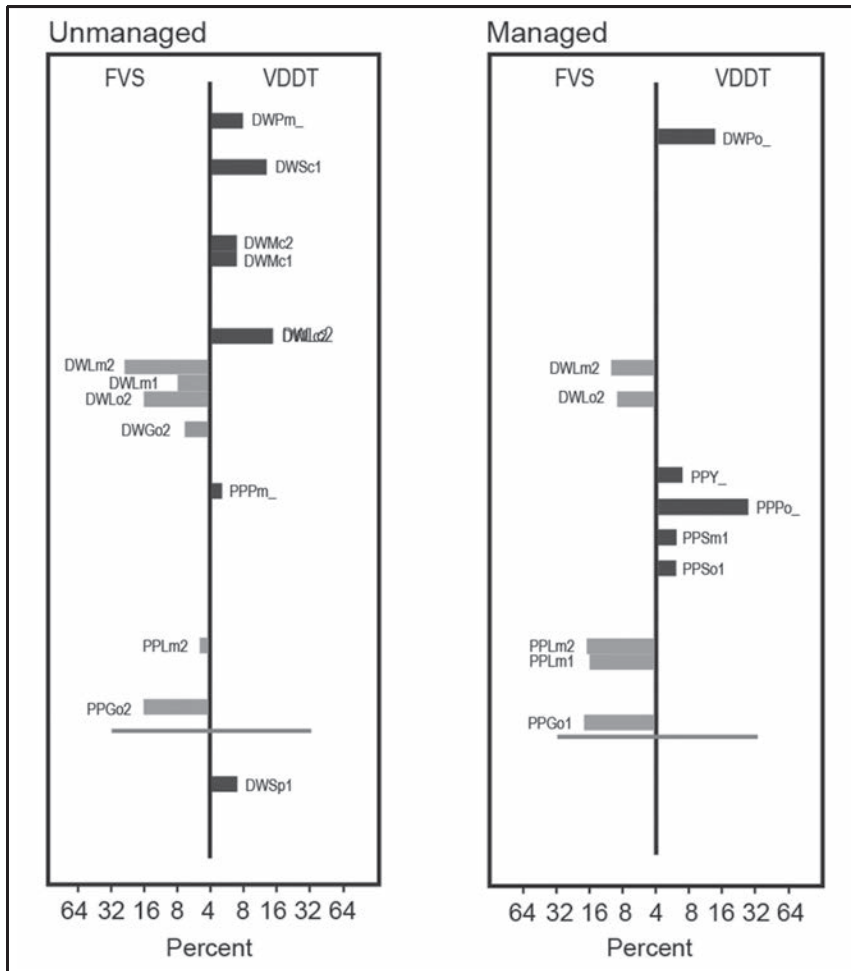 Unmanaged
FVS VDDT
DWPm_
DWSc1
DWMc2
DWMc1
DWLm2
DWLm1
DWLo2
DWGo2
PPPm_
PPLm2
PPGo2
DWSp1
64 32 16 8 4 8 16 32 64
Percent
Managed
FVS VDDT
DWPo_
DWLm2
DWLo2
PPY_
PPPo_
PPSm1
PPSo1
PPLm2
PPLm1
PPGo1
64 32 16 8 4 8 16 32 64
Percent